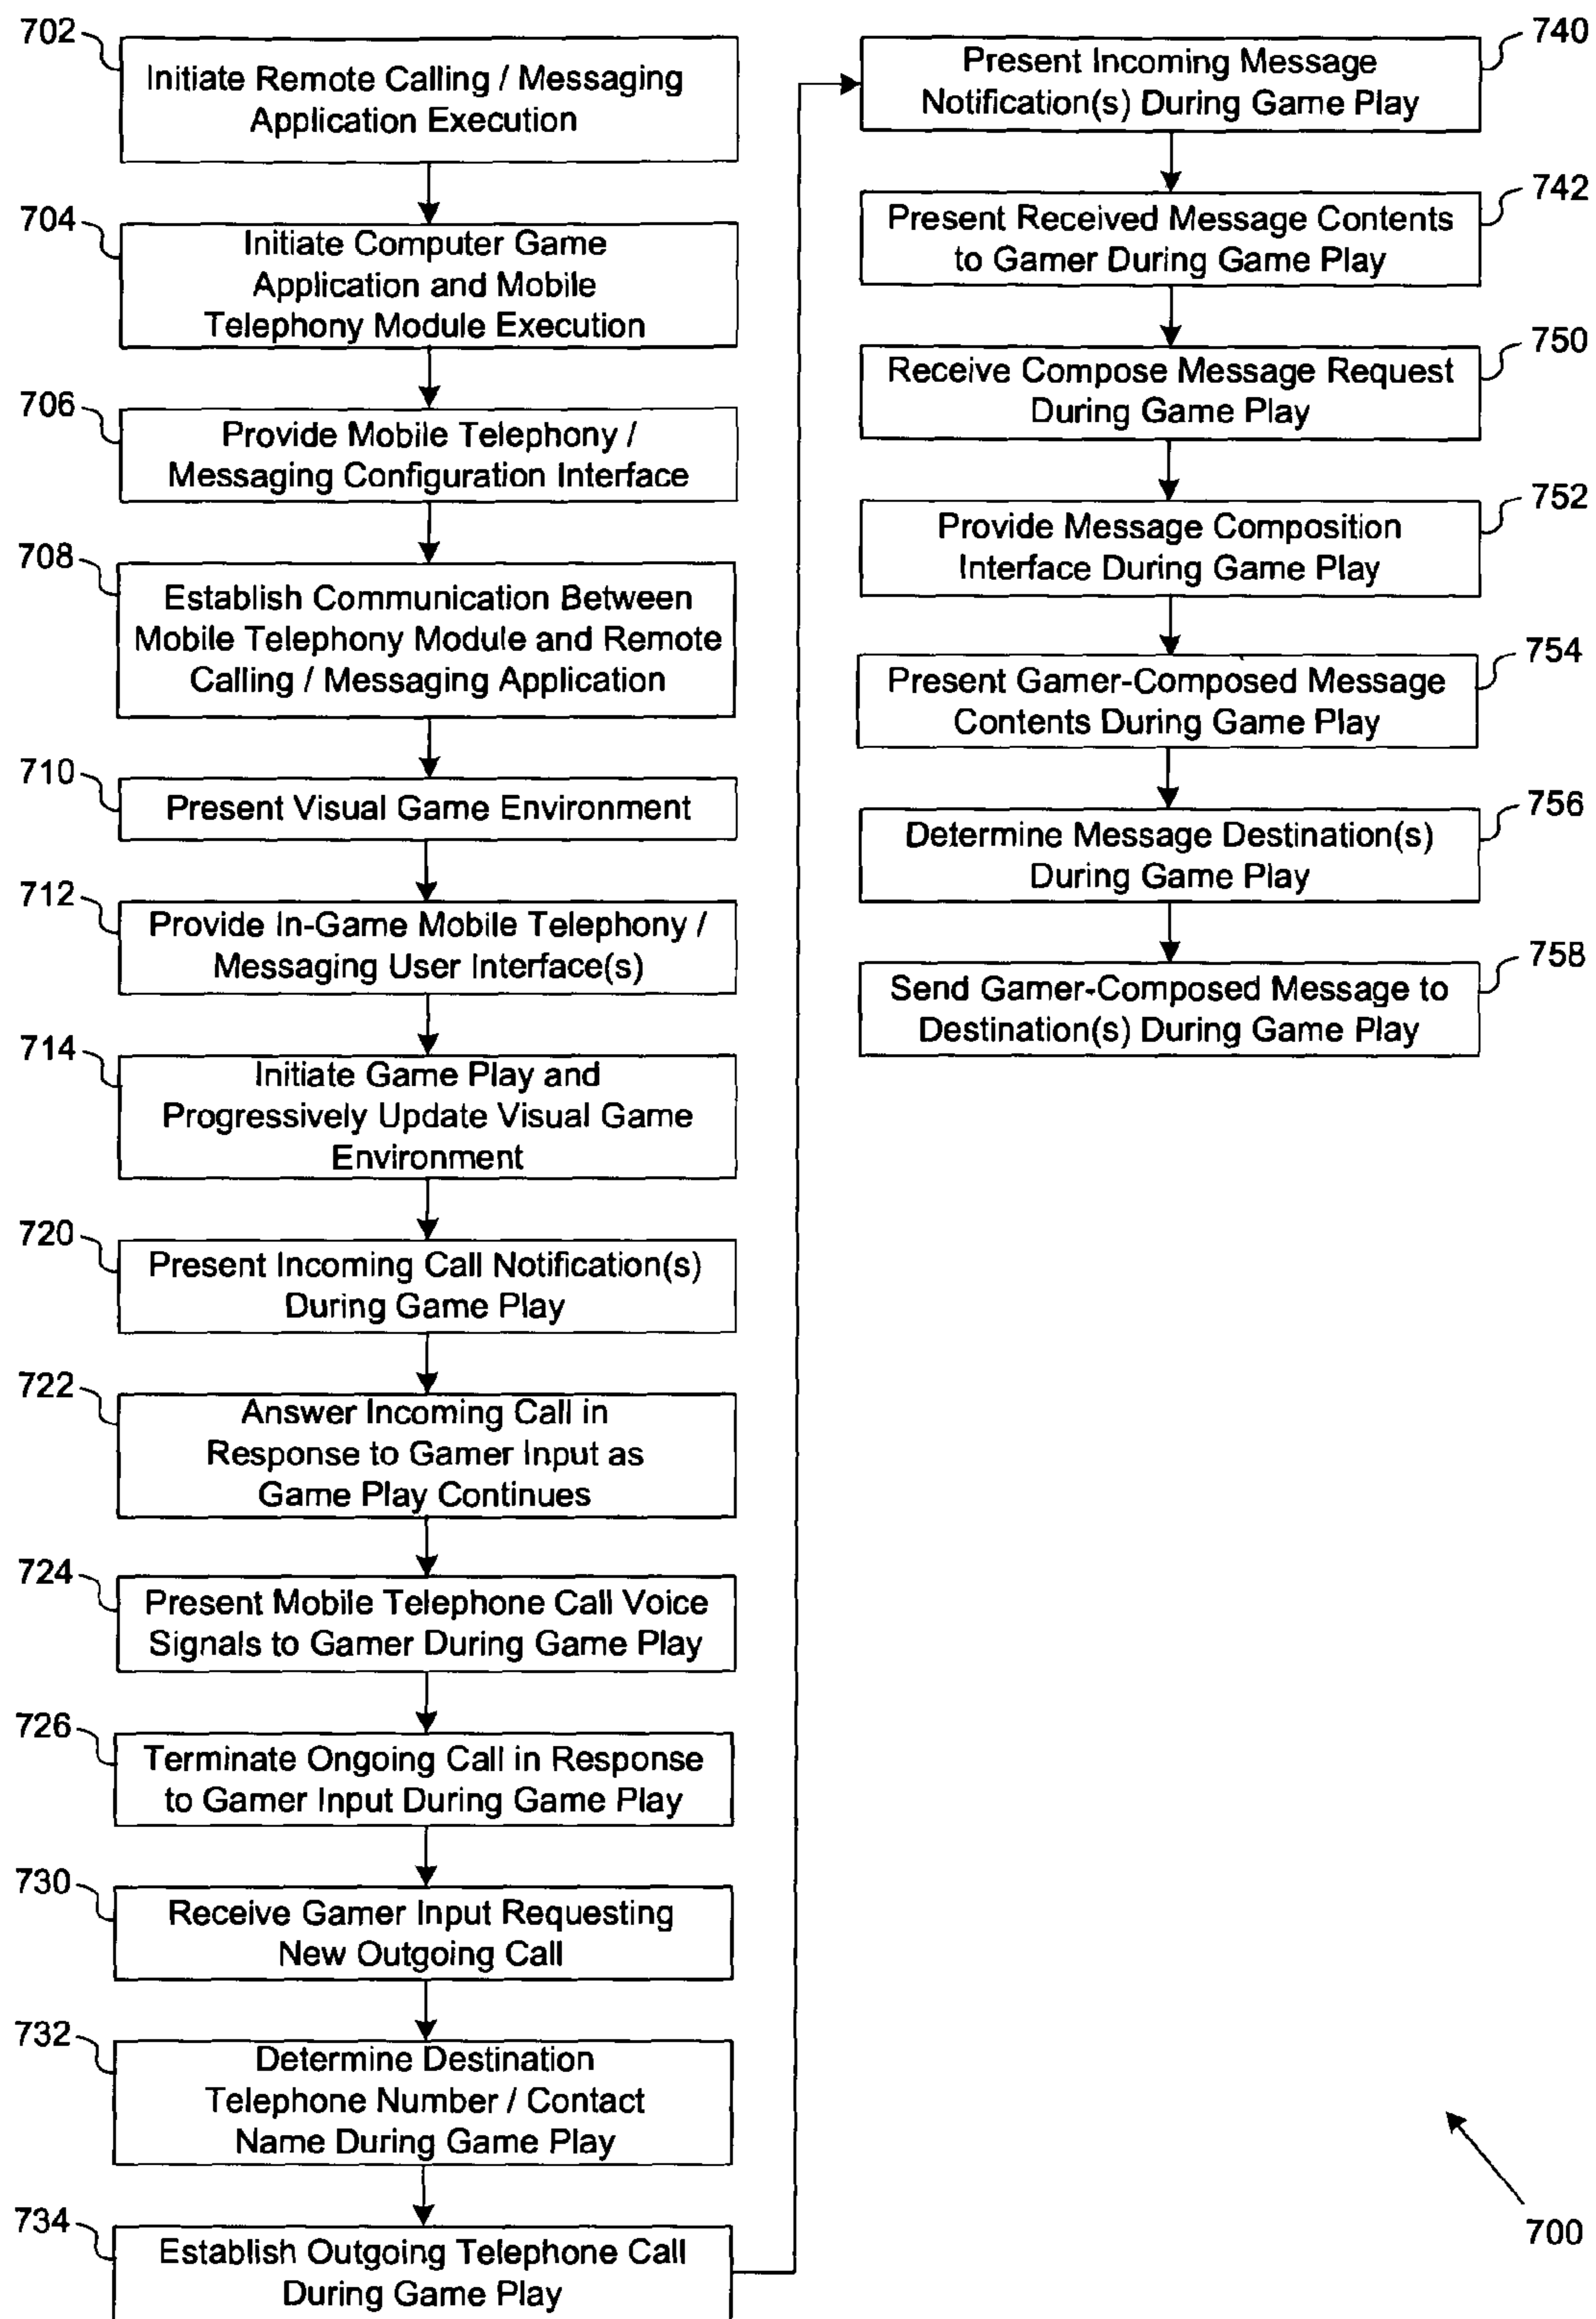 702
Initiate Remote Calling / Messaging
Application Execution
704
Initiate Computer Game
Application and Mobile
Telephony Module Execution
706
Provide Mobile Telephony /
Messaging Configuration Interface
708
Establish Communication Between
Mobile Telephony Module and Remote
Calling / Messaging Application
710
Present Visual Game Environment
712
Provide In-Game Mobile Telephony /
Messaging User Interface(s)
714
Initiate Game Play and
Progressively Update Visual Game
Environment
720
Present Incoming Call Notification(s)
During Game Play
722
Answer Incoming Call in
Response to Gamer Input as
Game Play Continues
724
Present Mobile Telephone Call Voice
Signals to Gamer During Game Play
726
Terminate Ongoing Call in Response
to Gamer Input During Game Play
730
Receive Gamer Input Requesting
New Outgoing Call
732
Determine Destination
Telephone Number / Contact
Name During Game Play
734
Establish Outgoing Telephone Call
During Game Play
740
Present Incoming Message
Notification(s) During Game Play
742
Present Received Message Contents
to Gamer During Game Play
750
Receive Compose Message Request
During Game Play
752
Provide Message Composition
Interface During Game Play
754
Present Gamer-Composed Message
Contents During Game Play
756
Determine Message Destination(s)
During Game Play
758
Send Gamer-Composed Message to
Destination(s) During Game Play
700